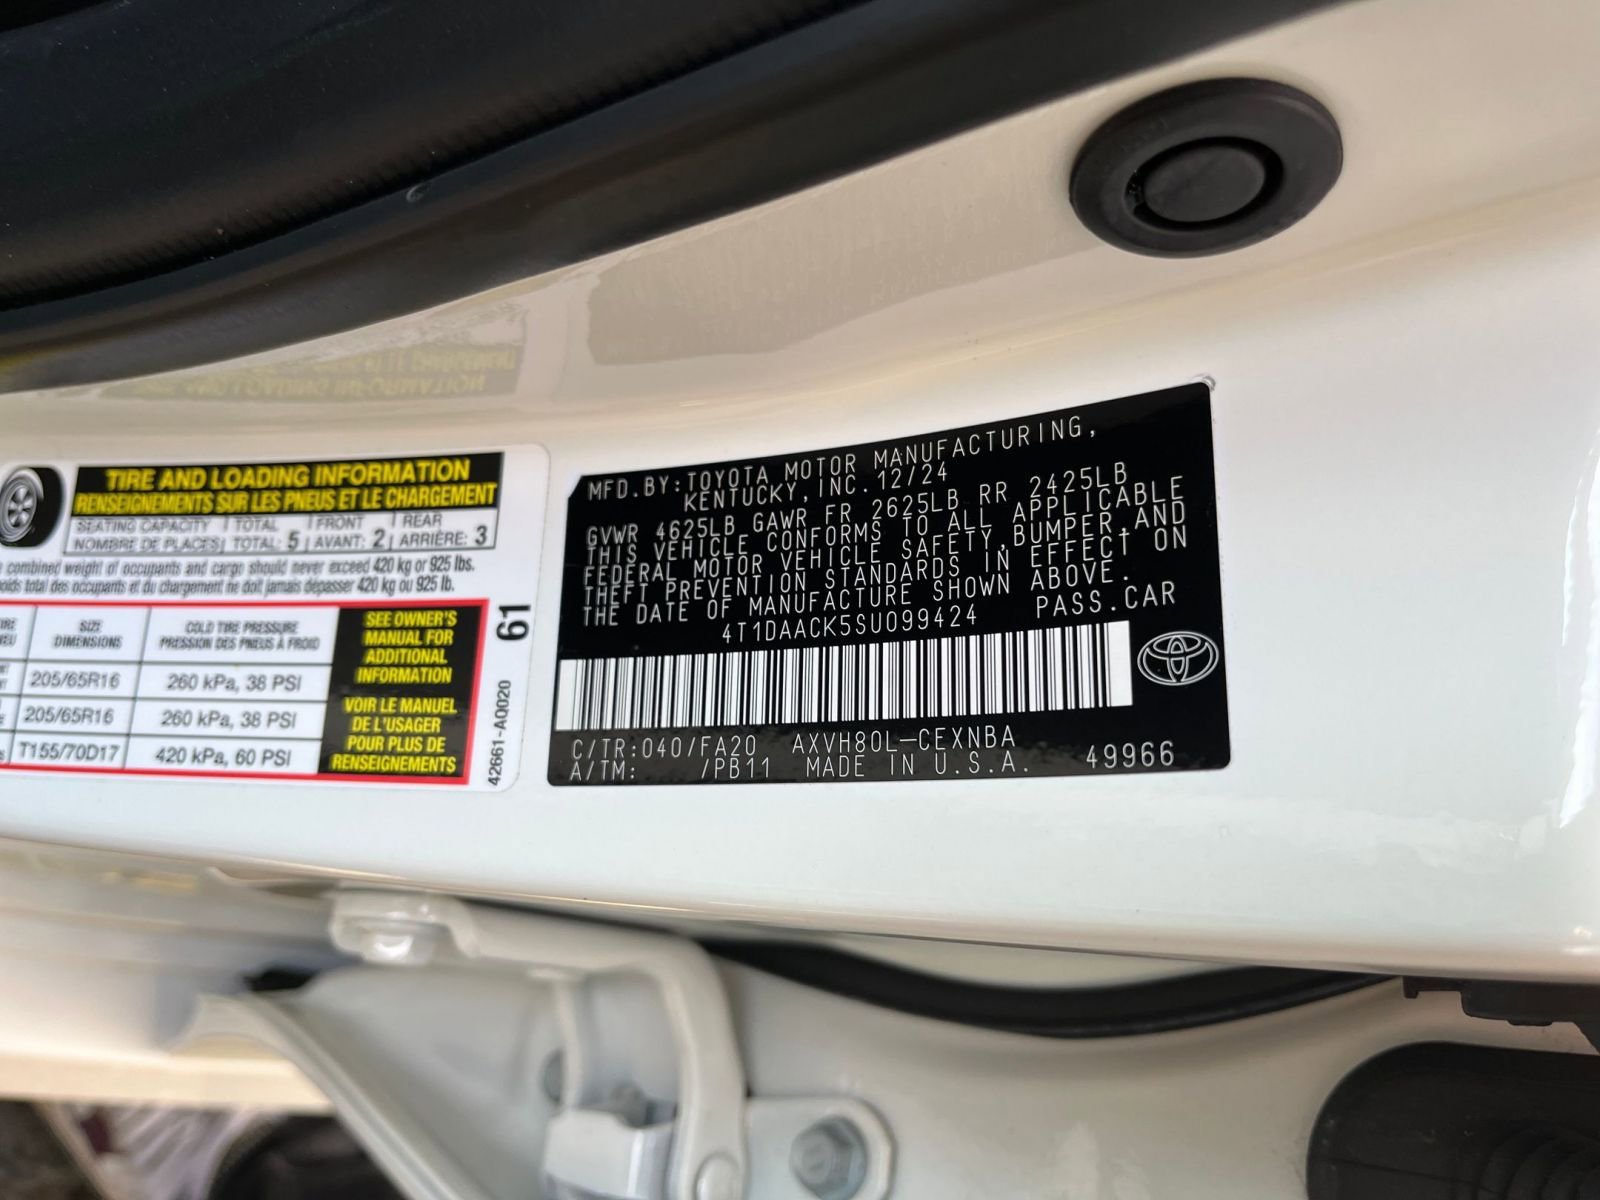 TIRE AND LOADING INFORMATION
RENSEIGNEMENTS SUR LES PNEUS ET LE CHARGEMENT
SEATING CAPACITY TOTAL FRONT REAR
NOMBRE DE PLACES TOTAL: 5 AVANT: 2 ARRIÈRE: 3
combined weight of occupants and cargo should never exceed 420 kg or 925 lbs.
total des occupants et du chargement ne doit jamais dépasser 420 kg ou 925 lb.
SIZE COLD TIRE PRESSURE
DIMENSIONS PRESSION DES PNEUS À FROID
205/65R16 260 kPa, 38 PSI
205/65R16 260 kPa, 38 PSI
T155/70D17 420 kPa, 60 PSI
SEE OWNER'S
MANUAL FOR
ADDITIONAL
INFORMATION
VOIR LE MANUEL
DE L'USAGER
POUR PLUS DE
RENSEIGNEMENTS
61
42661-A0020
MFD.BY:TOYOTA MOTOR MANUFACTURING,
KENTUCKY,INC.12/24
GVWR 4625LB GAWR FR 2625LB RR 2425LB
THIS VEHICLE CONFORMS TO ALL APPLICABLE
FEDERAL MOTOR VEHICLE SAFETY,BUMPER,AND
THEFT PREVENTION STANDARDS IN EFFECT ON
THE DATE OF MANUFACTURE SHOWN ABOVE.
4T1DAACK5SU099424 PASS.CAR
C/TR:040/FA20 AXVH80L-CEXNBA
A/TM: /PB11 MADE IN U.S.A. 49966